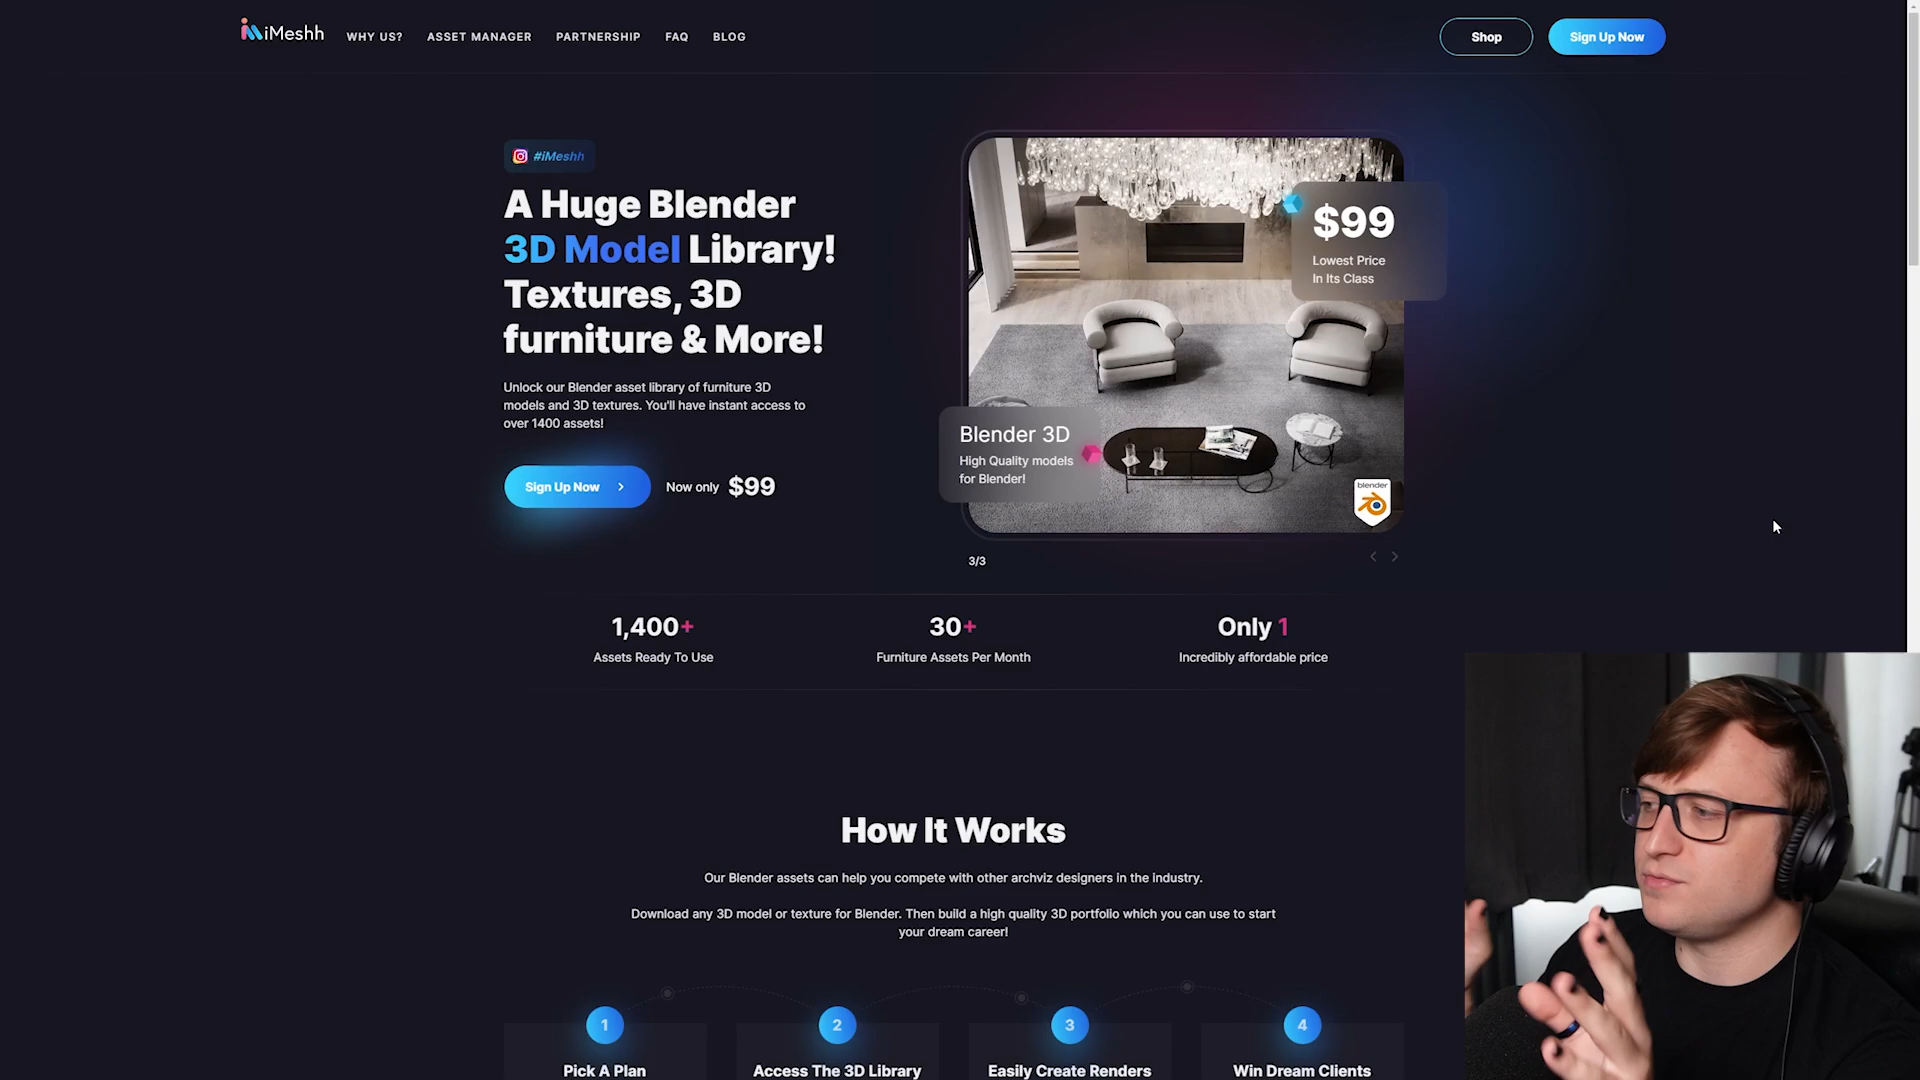 iMeshh
WHY US?
ASSET MANAGER
PARTNERSHIP
FAQ
BLOG
Shop
Sign Up Now
#iMeshh
A Huge Blender
3D Model Library!
Textures, 3D
furniture & More!
Unlock our Blender asset library of furniture 3D
models and 3D textures. You'll have instant access to
over 1400 assets!
Sign Up Now
Now only $99
$99
Lowest Price
In Its Class
Blender 3D
High Quality models
for Blender!
blender
3/3
1,400+
Assets Ready To Use
30+
Furniture Assets Per Month
Only 1
Incredibly affordable price
How It Works
Our Blender assets can help you compete with other archviz designers in the industry.
Download any 3D model or texture for Blender. Then build a high quality 3D portfolio which you can use to start
your dream career!
1
Pick A Plan
2
Access The 3D Library
3
Easily Create Renders
4
Win Dream Clients